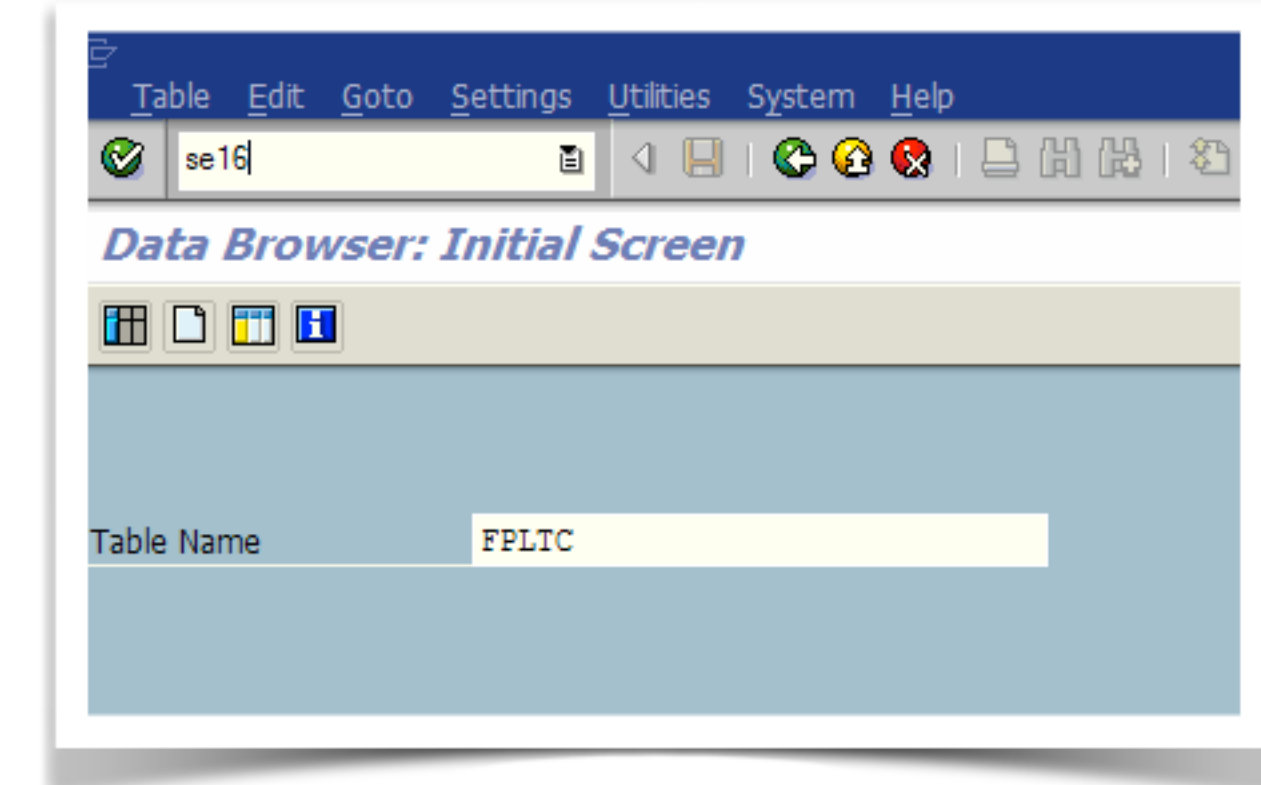 Table Edit Goto Settings Utilities System Help
se16
Data Browser: Initial Screen
Table Name FPLTC